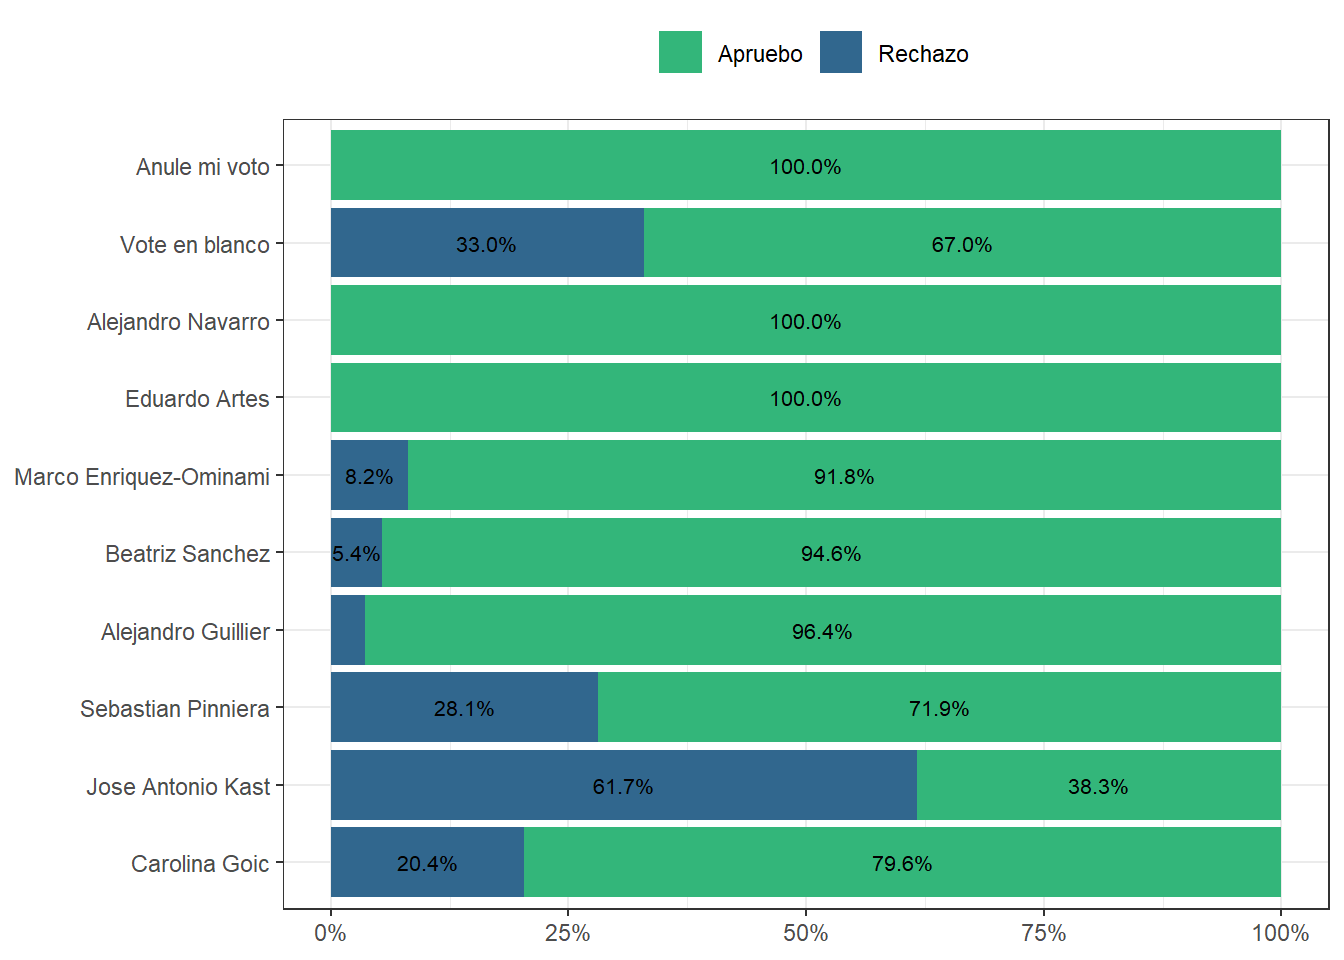 Apruebo Rechazo
Anule mi voto 100.0%
Vote en blanco 33.0% 67.0%
Alejandro Navarro 100.0%
Eduardo Artes 100.0%
Marco Enriquez-Ominami 8.2% 91.8%
Beatriz Sanchez 5.4% 94.6%
Alejandro Guillier 96.4%
Sebastian Pinniera 28.1% 71.9%
Jose Antonio Kast 61.7% 38.3%
Carolina Goic 20.4% 79.6%
0% 25% 50% 75% 100%